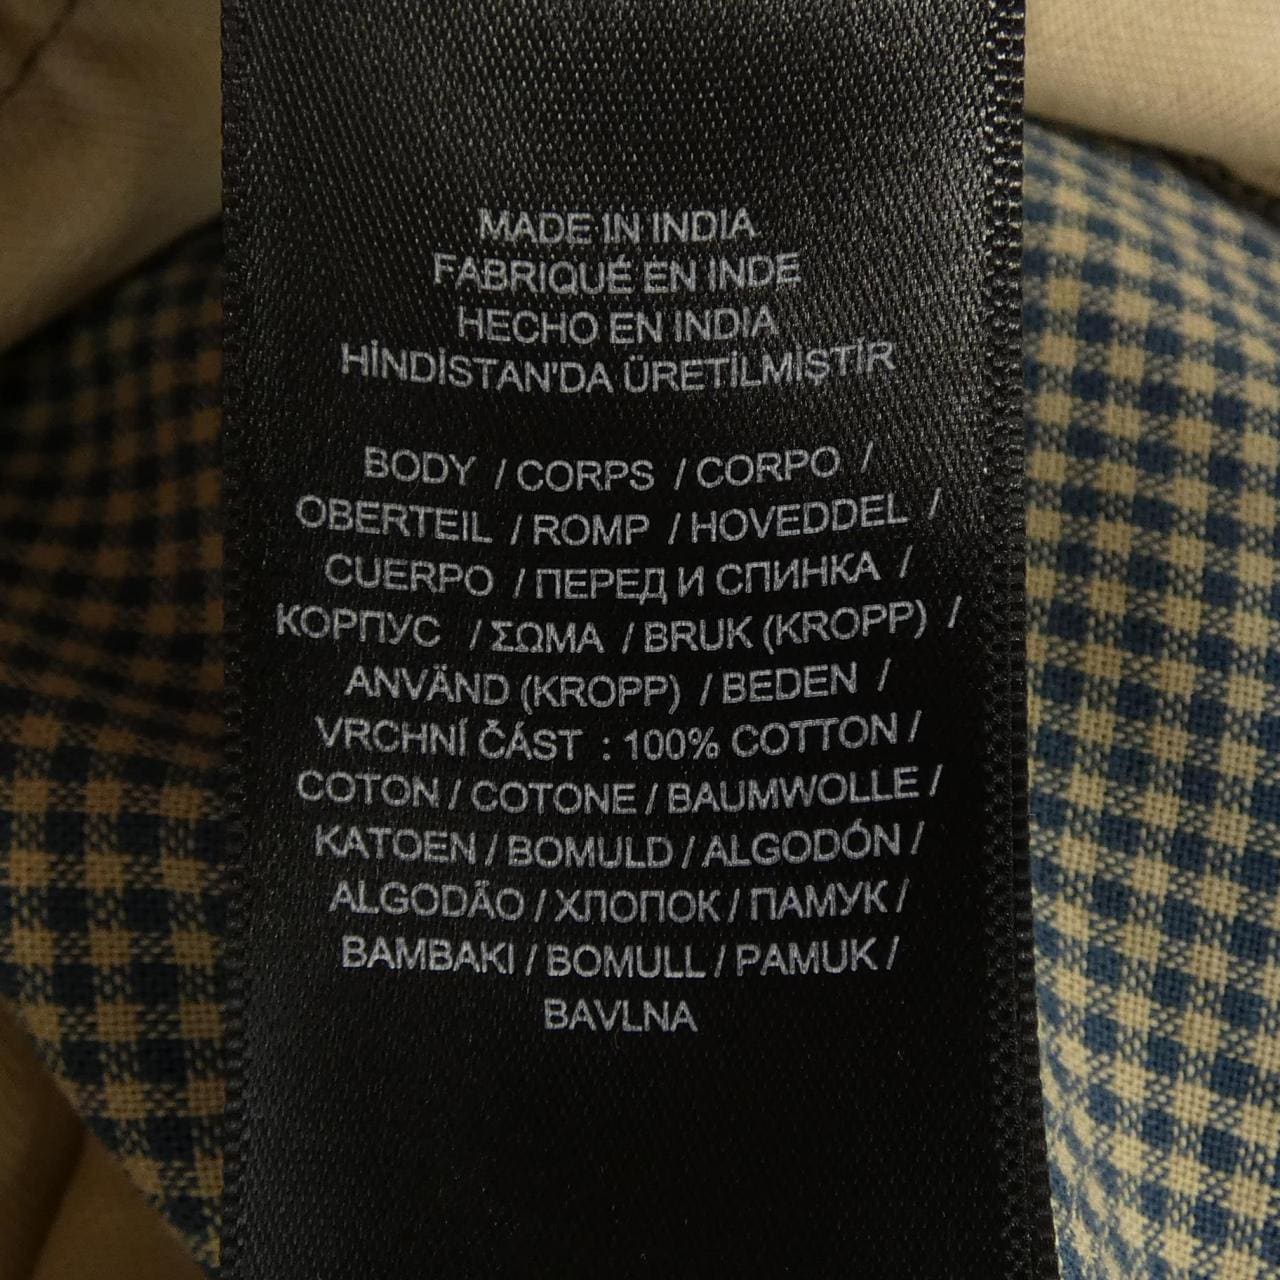 MADE IN INDIA
FABRIQUÉ EN INDE
HECHO EN INDIA
HİNDİSTAN'DA ÜRETİLMİŞTİR
BODY / CORPS / CORPO /
OBERTEIL / ROMP / HOVEDDEL /
CUERPO / ПЕРЕД И СПИНКА /
КОРПУС / ΣΩΜΑ / BRUK (KROPP) /
ANVÄND (KROPP) / BEDEN /
VRCHNÍ ČÁST : 100% COTTON /
COTON / COTONE / BAUMWOLLE /
KATOEN / BOMULD / ALGODÓN /
ALGODÃO / ХЛОПОК / ПАМУК /
BAMBAKI / BOMULL / PAMUK /
BAVLNA